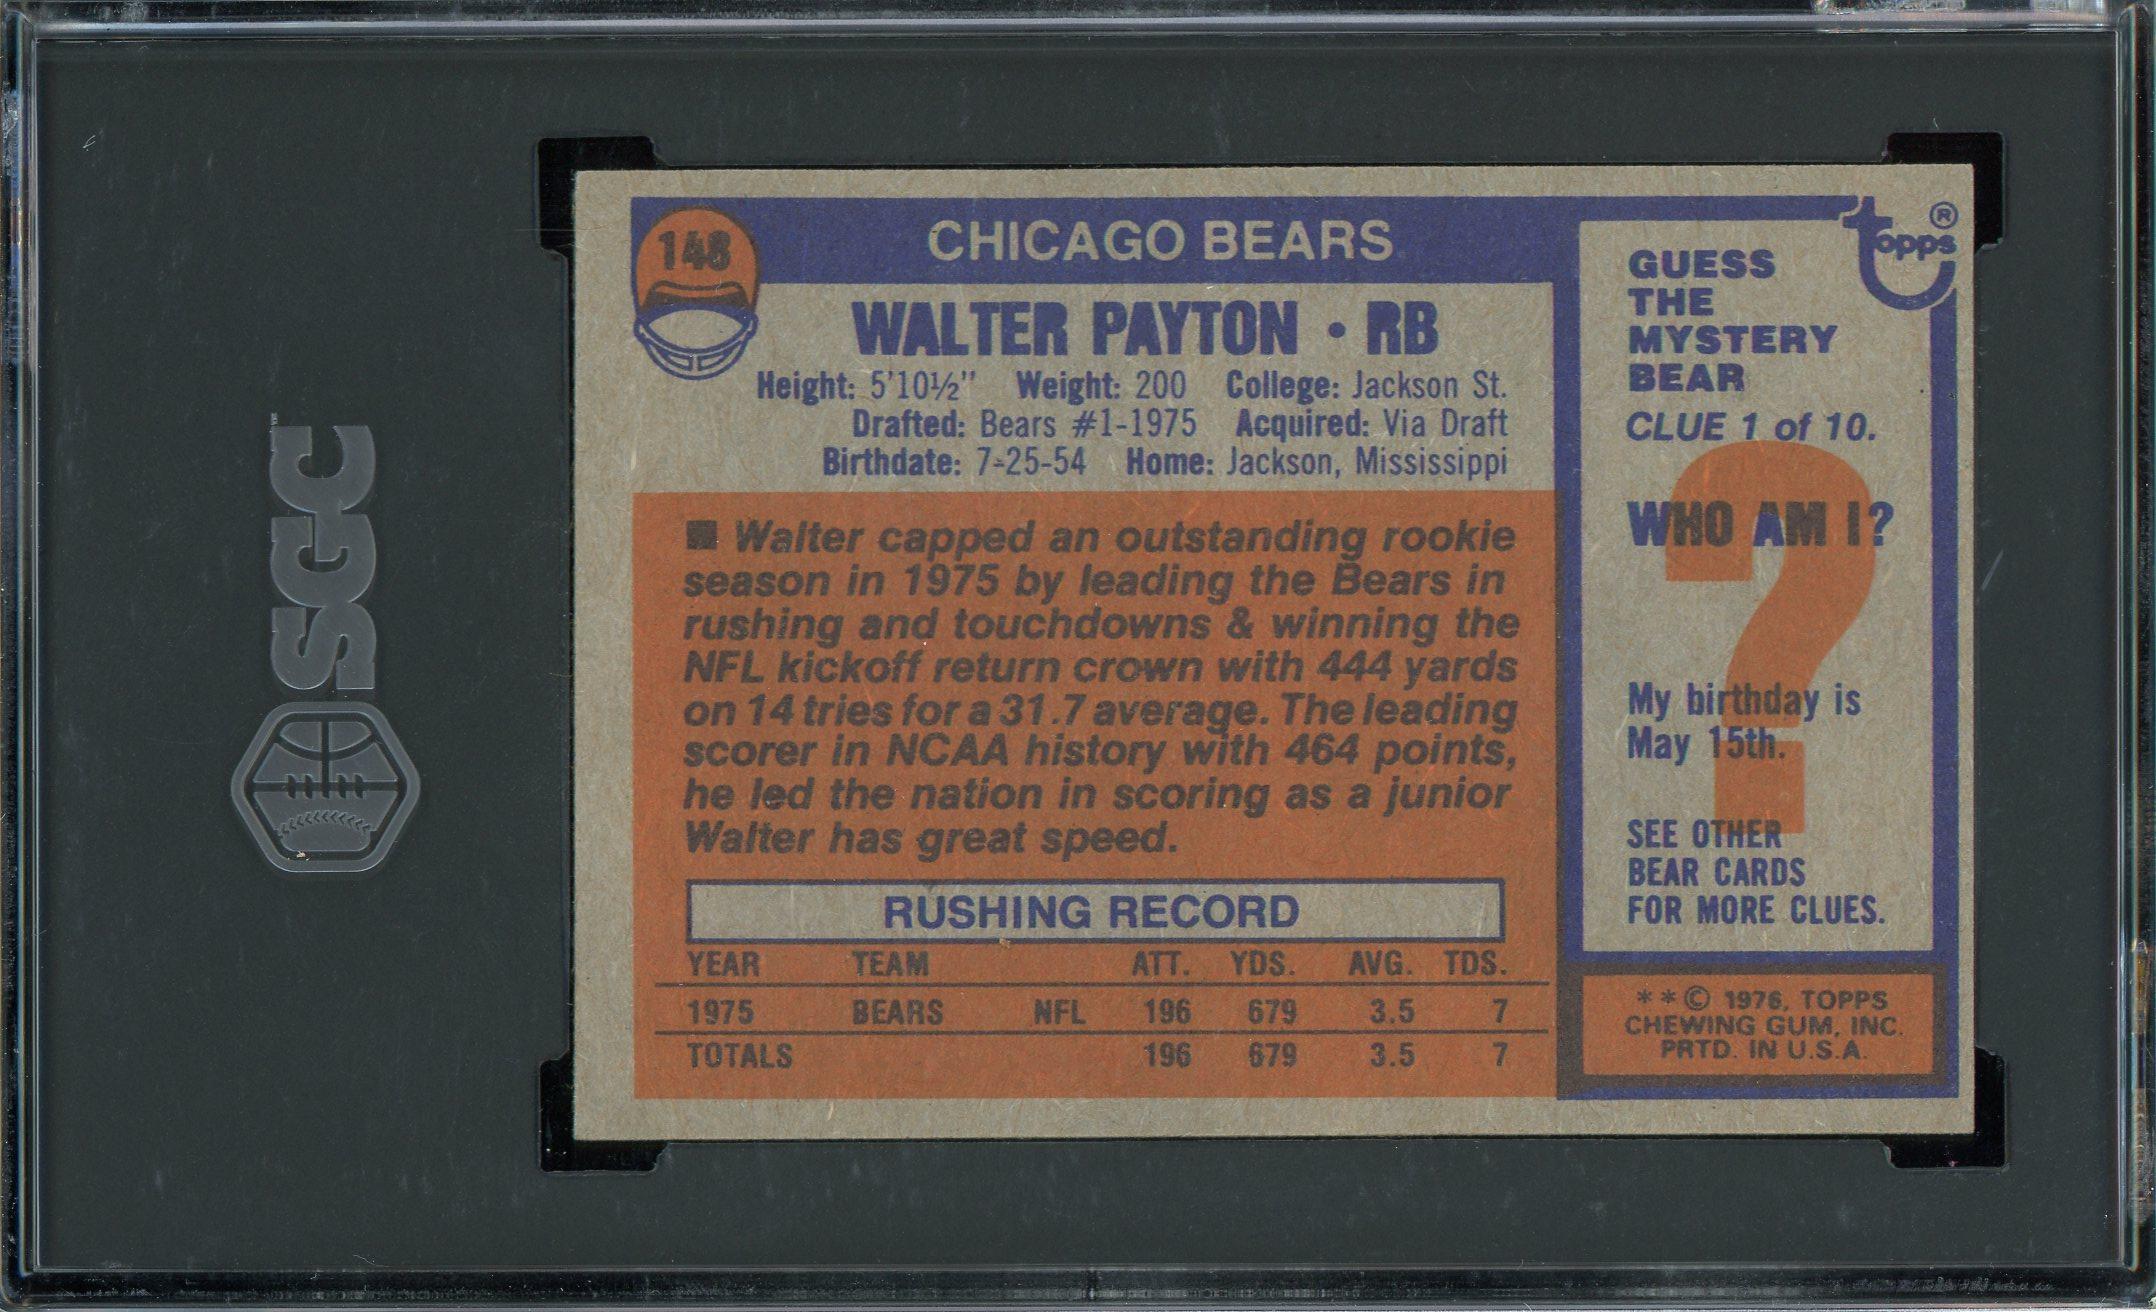 SGC
148
CHICAGO BEARS
WALTER PAYTON • RB
Height: 5'10½" Weight: 200 College: Jackson St.
Drafted: Bears #1-1975 Acquired: Via Draft
Birthdate: 7-25-54 Home: Jackson, Mississippi
■ Walter capped an outstanding rookie
season in 1975 by leading the Bears in
rushing and touchdowns & winning the
NFL kickoff return crown with 444 yards
on 14 tries for a 31.7 average. The leading
scorer in NCAA history with 464 points,
he led the nation in scoring as a junior
Walter has great speed.
RUSHING RECORD
YEAR TEAM ATT. YDS. AVG. TDS.
1975 BEARS NFL 196 679 3.5 7
TOTALS 196 679 3.5 7
topps®
GUESS
THE
MYSTERY
BEAR
CLUE 1 of 10.
?
WHO AM I?
My birthday is
May 15th.
SEE OTHER
BEAR CARDS
FOR MORE CLUES.
**© 1976, TOPPS
CHEWING GUM, INC.
PRTD. IN U.S.A.